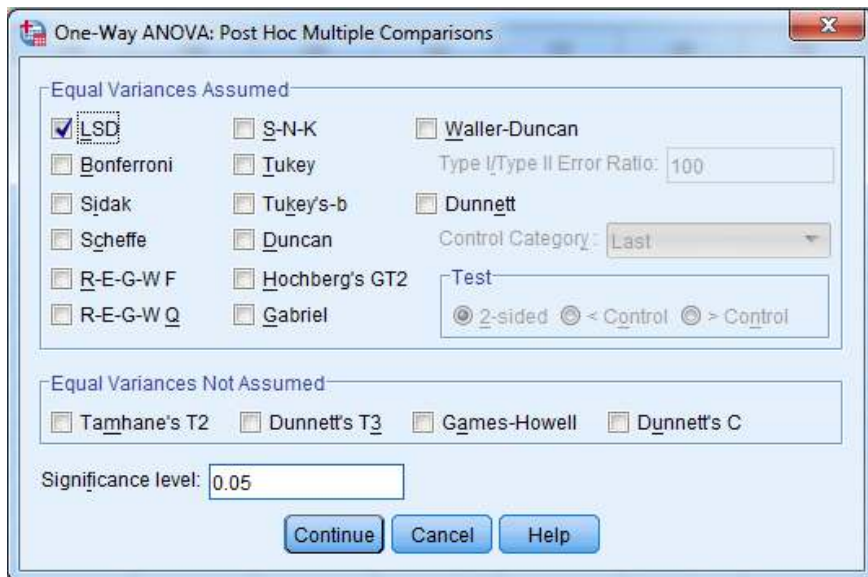 One-Way ANOVA: Post Hoc Multiple Comparisons
Equal Variances Assumed
LSD S-N-K Waller-Duncan
Bonferroni Tukey Type I/Type II Error Ratio: 100
Sidak Tukey's-b Dunnett
Scheffe Duncan Control Category: Last
R-E-G-W F Hochberg's GT2 Test
R-E-G-W Q Gabriel 2-sided < Control > Control
Equal Variances Not Assumed
Tamhane's T2 Dunnett's T3 Games-Howell Dunnett's C
Significance level: 0.05
Continue Cancel Help